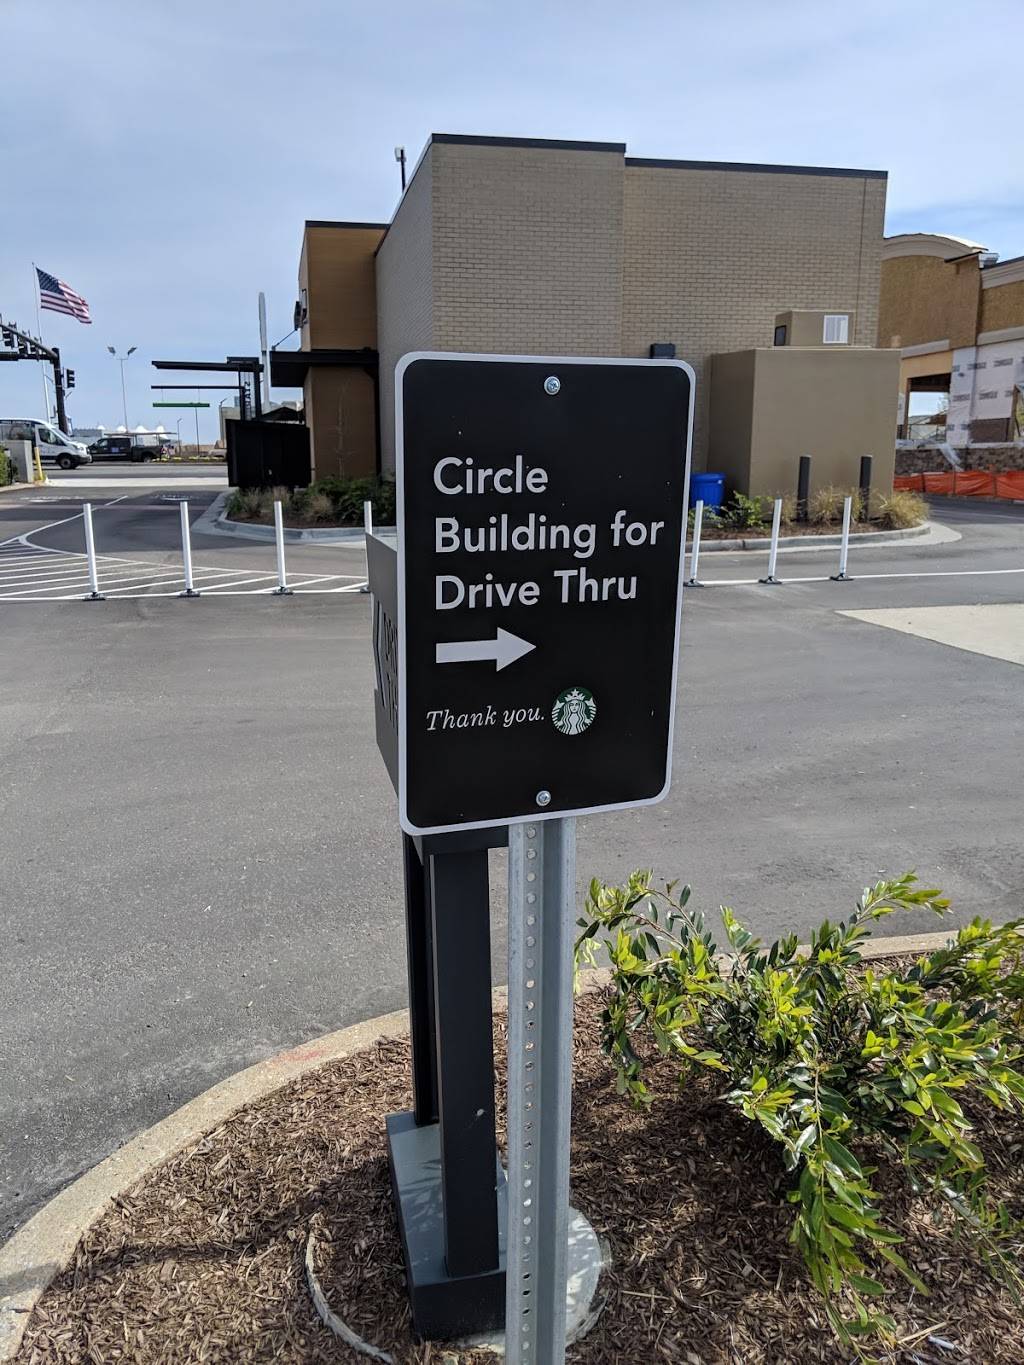 Circle
Building for
Drive Thru
Thank you.